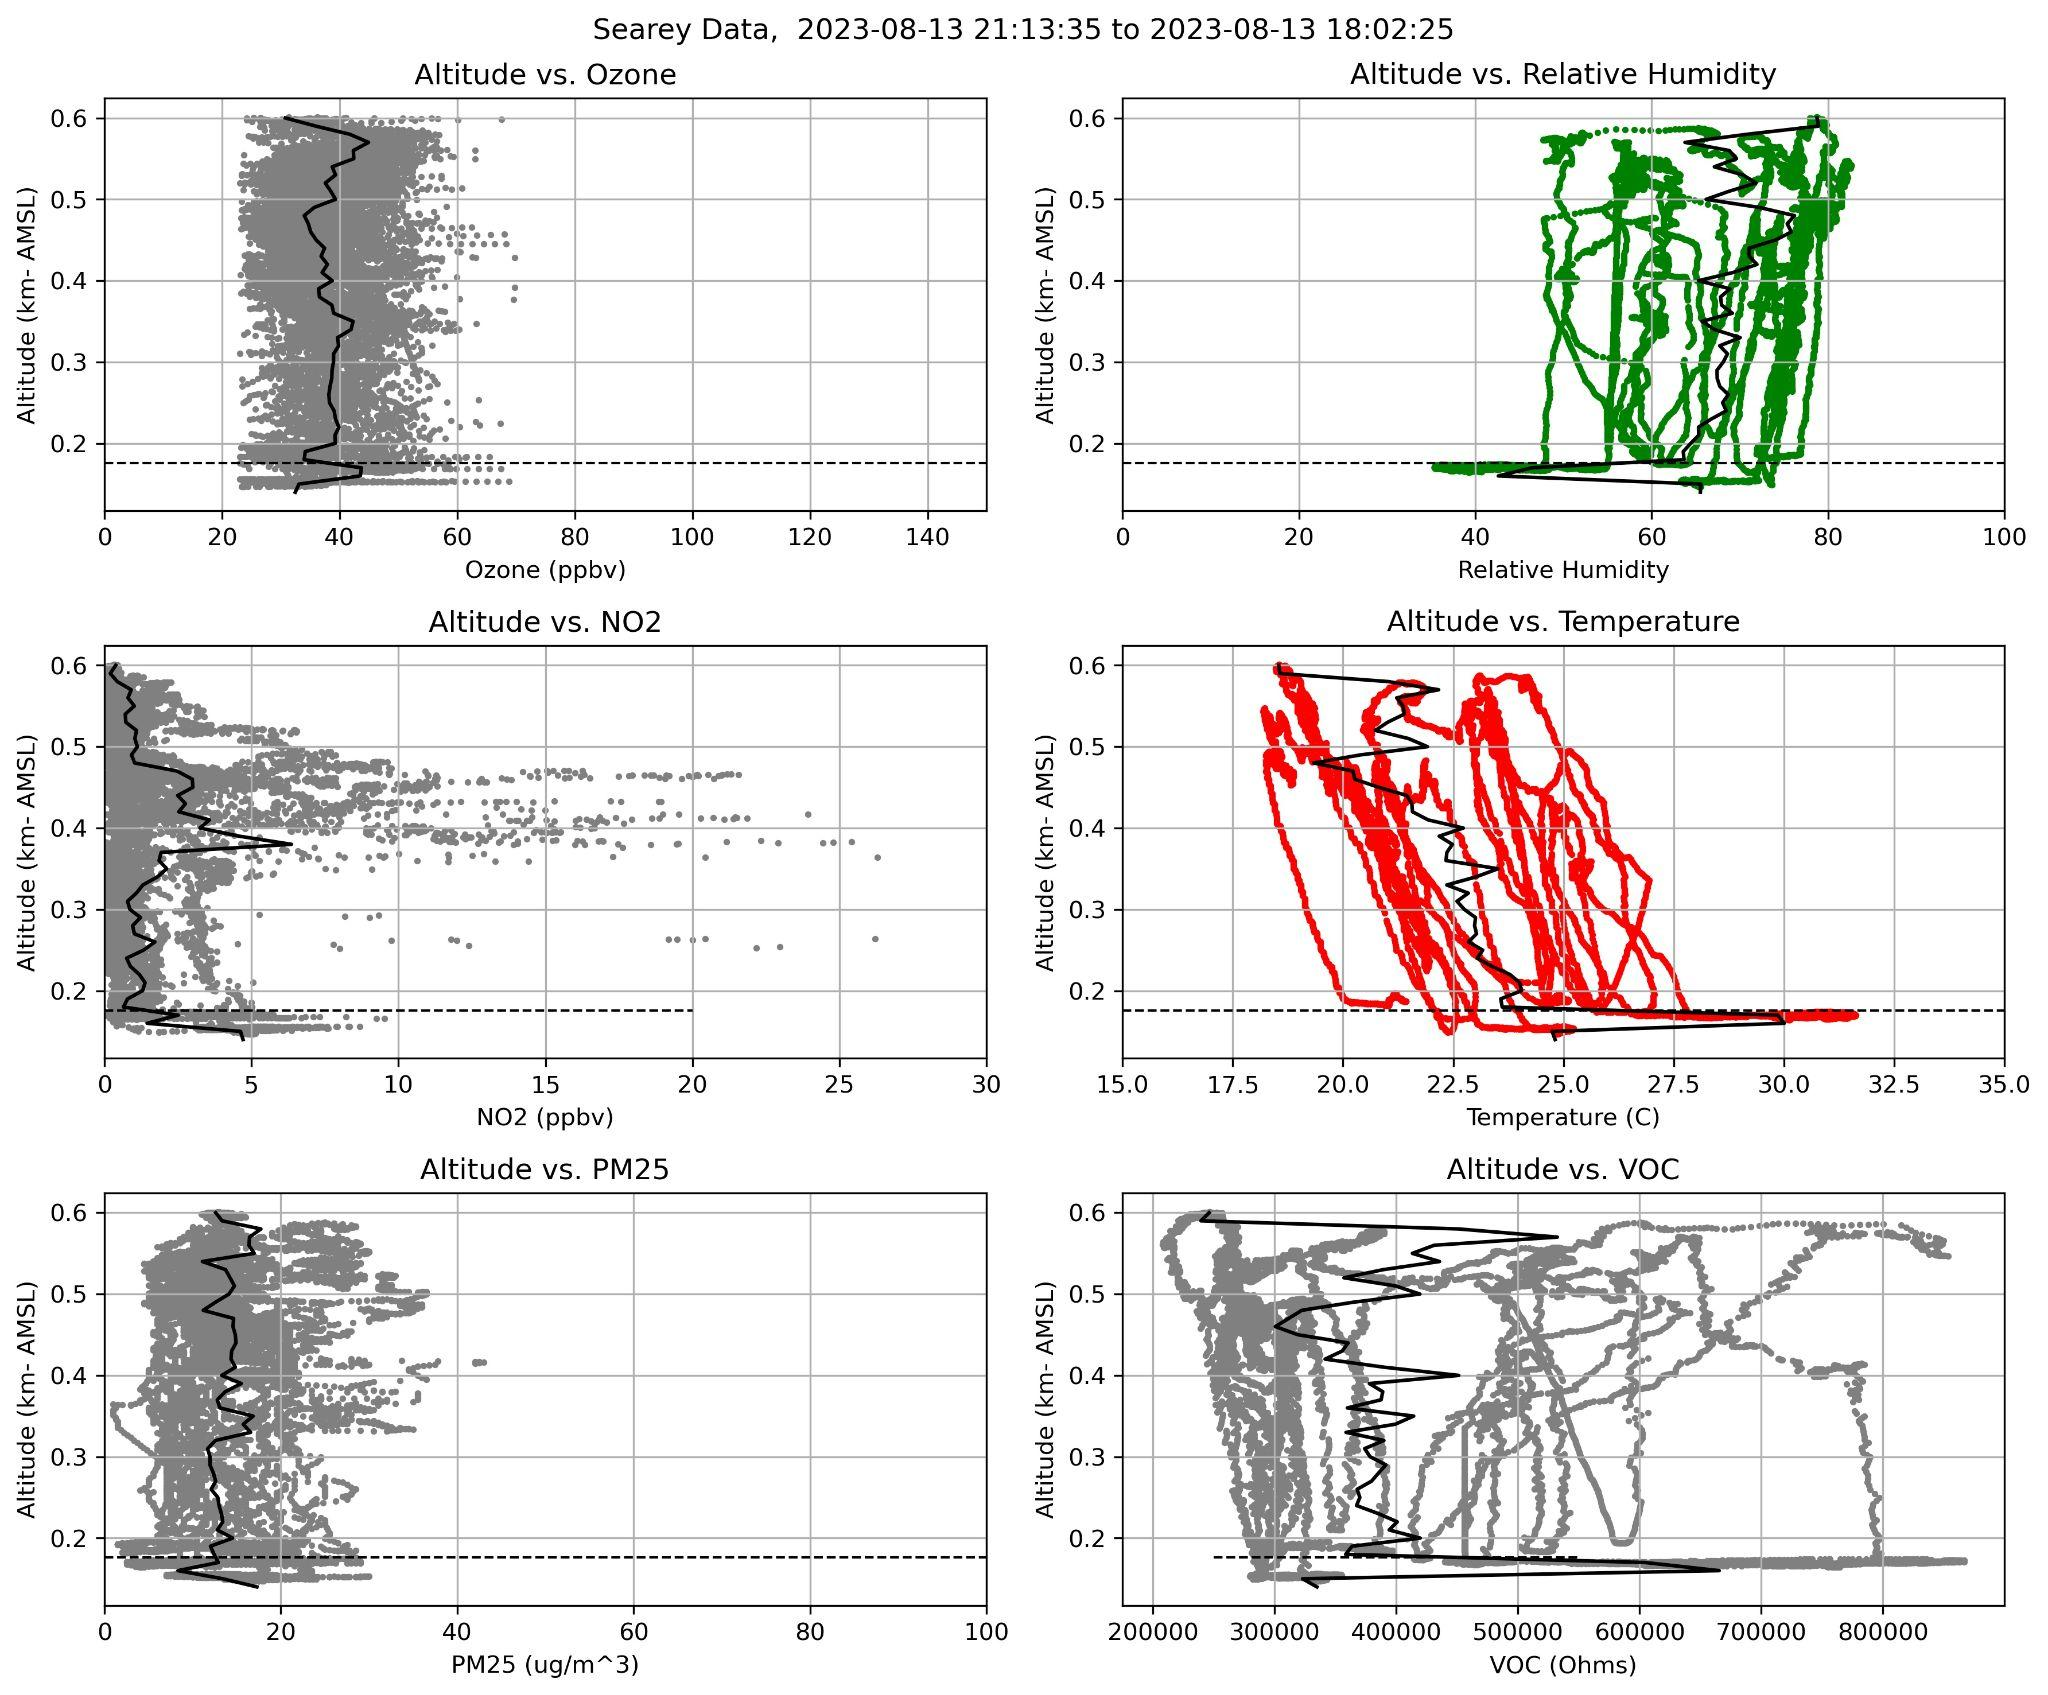 Searey Data,  2023-08-13 21:13:35 to 2023-08-13 18:02:25
Altitude vs. Ozone
Altitude (km- AMSL)
0.6
0.5
0.4
0.3
0.2
0 20 40 60 80 100 120 140
Ozone (ppbv)
Altitude vs. Relative Humidity
Altitude (km- AMSL)
0.6
0.5
0.4
0.3
0.2
0 20 40 60 80 100
Relative Humidity
Altitude vs. NO2
Altitude (km- AMSL)
0.6
0.5
0.4
0.3
0.2
0 5 10 15 20 25 30
NO2 (ppbv)
Altitude vs. Temperature
Altitude (km- AMSL)
0.6
0.5
0.4
0.3
0.2
15.0 17.5 20.0 22.5 25.0 27.5 30.0 32.5 35.0
Temperature (C)
Altitude vs. PM25
Altitude (km- AMSL)
0.6
0.5
0.4
0.3
0.2
0 20 40 60 80 100
PM25 (ug/m^3)
Altitude vs. VOC
Altitude (km- AMSL)
0.6
0.5
0.4
0.3
0.2
200000 300000 400000 500000 600000 700000 800000
VOC (Ohms)